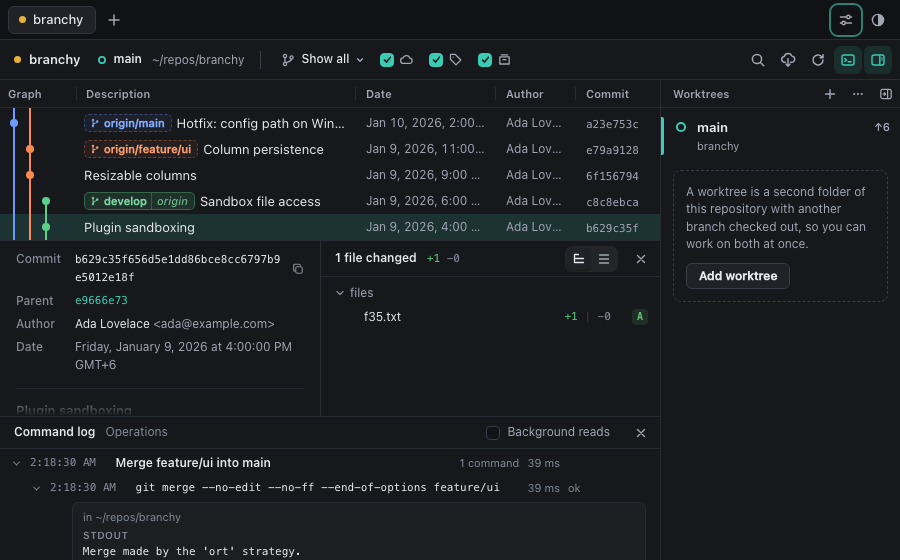 branchy
branchy main ~/repos/branchy Show all
Graph Description Date Author Commit
origin/main Hotfix: config path on Win... Jan 10, 2026, 2:00... Ada Lov... a23e753c
origin/feature/ui Column persistence Jan 9, 2026, 11:00... Ada Lov... e79a9128
Resizable columns Jan 9, 2026, 9:00 ... Ada Lov... 6f156794
develop origin Sandbox file access Jan 9, 2026, 6:00 ... Ada Lov... c8c8ebca
Plugin sandboxing Jan 9, 2026, 4:00 ... Ada Lov... b629c35f
Commit b629c35f656d5e1dd86bce8cc6797b9
e5012e18f
Parent e9666e73
Author Ada Lovelace <ada@example.com>
Date Friday, January 9, 2026 at 4:00:00 PM
GMT+6
Plugin sandboxing
1 file changed +1 −0
files
f35.txt +1 −0 A
Command log Operations Background reads
2:18:30 AM Merge feature/ui into main 1 command 39 ms
2:18:30 AM git merge --no-edit --no-ff --end-of-options feature/ui 39 ms ok
in ~/repos/branchy
STDOUT
Merge made by the 'ort' strategy.
Worktrees
main ↑6
branchy
A worktree is a second folder of
this repository with another
branch checked out, so you can
work on both at once.
Add worktree